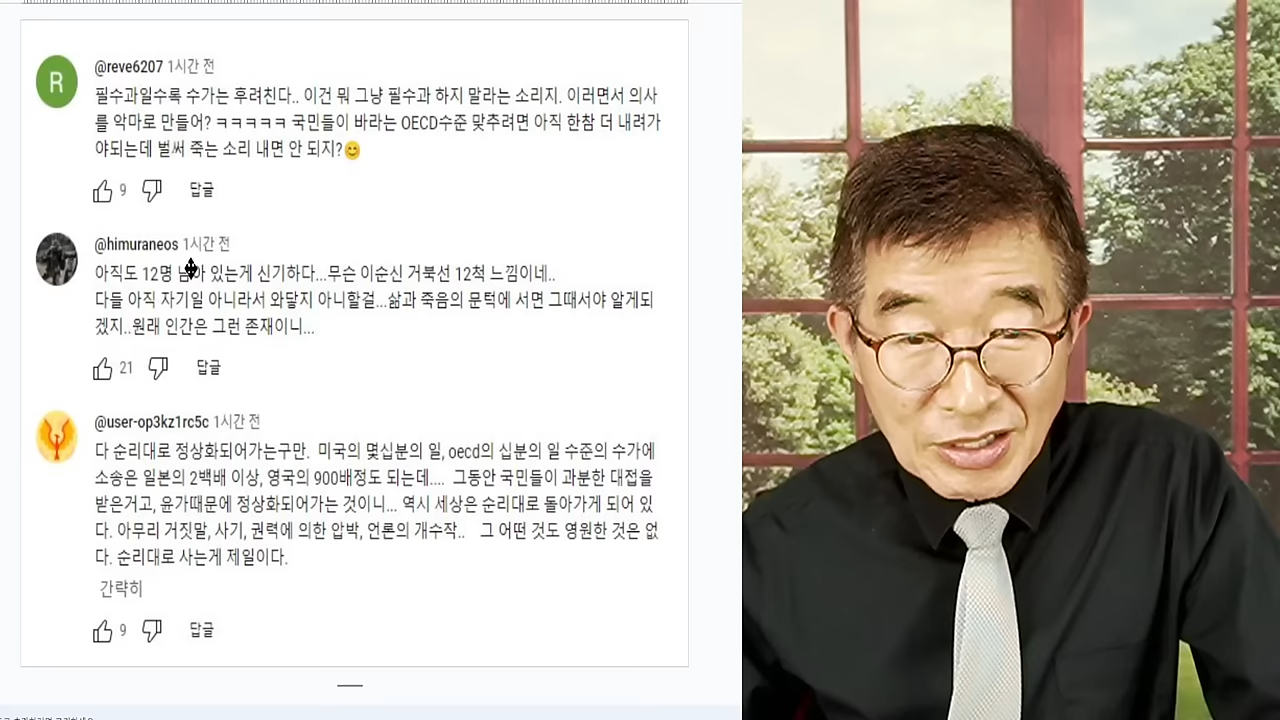 R
@reve6207 1시간 전
필수과일수록 수가는 후려친다.. 이건 뭐 그냥 필수과 하지 말라는 소리지. 이러면서 의사
를 악마로 만들어? ㅋㅋㅋㅋㅋ 국민들이 바라는 OECD수준 맞추려면 아직 한참 더 내려가
야되는데 벌써 죽는 소리 내면 안 되지?😊
9 답글
@himuraneos 1시간 전
아직도 12명 남아 있는게 신기하다...무슨 이순신 거북선 12척 느낌이네..
다들 아직 자기일 아니라서 와닿지 아니할걸...삶과 죽음의 문턱에 서면 그때서야 알게되
겠지..원래 인간은 그런 존재이니...
21 답글
@user-op3kz1rc5c 1시간 전
다 순리대로 정상화되어가는구만. 미국의 몇십분의 일, oecd의 십분의 일 수준의 수가에
소송은 일본의 2백배 이상, 영국의 900배정도 되는데.... 그동안 국민들이 과분한 대접을
받은거고, 윤가때문에 정상화되어가는 것이니... 역시 세상은 순리대로 돌아가게 되어 있
다. 아무리 거짓말, 사기, 권력에 의한 압박, 언론의 개수작.. 그 어떤 것도 영원한 것은 없
다. 순리대로 사는게 제일이다.
간략히
9 답글